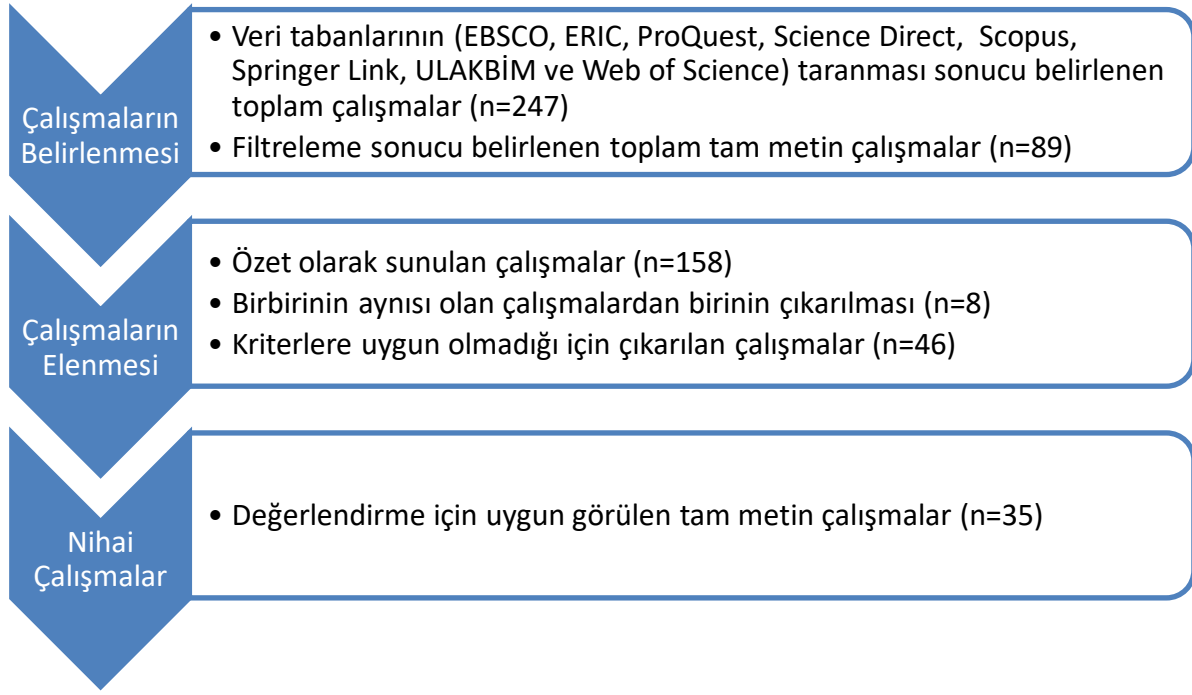 Çalışmaların
Belirlenmesi
• Veri tabanlarının (EBSCO, ERIC, ProQuest, Science Direct, Scopus,
Springer Link, ULAKBİM ve Web of Science) taranması sonucu belirlenen
toplam çalışmalar (n=247)
• Filtreleme sonucu belirlenen toplam tam metin çalışmalar (n=89)
Çalışmaların
Elenmesi
• Özet olarak sunulan çalışmalar (n=158)
• Birbirinin aynısı olan çalışmalardan birinin çıkarılması (n=8)
• Kriterlere uygun olmadığı için çıkarılan çalışmalar (n=46)
Nihai
Çalışmalar
• Değerlendirme için uygun görülen tam metin çalışmalar (n=35)